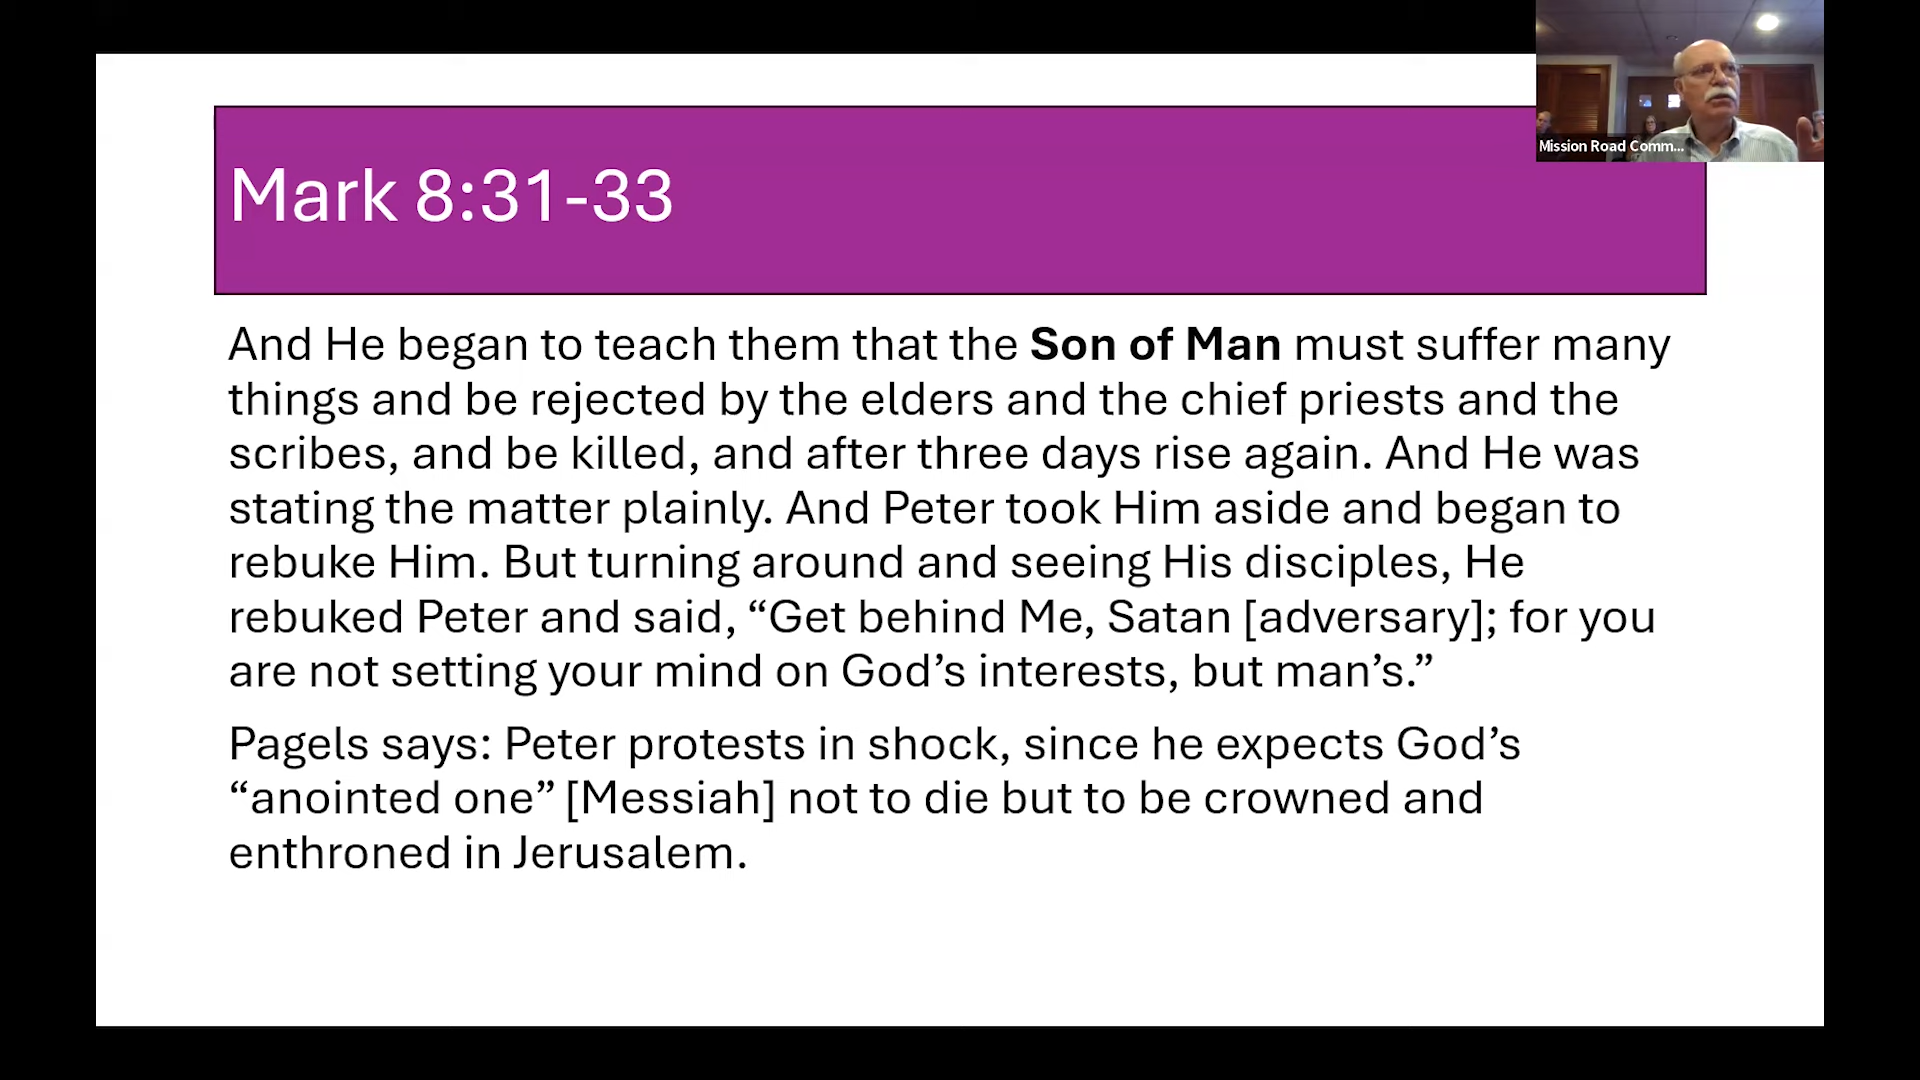 Mission Road Comm...
Mark 8:31-33
And He began to teach them that the Son of Man must suffer many
things and be rejected by the elders and the chief priests and the
scribes, and be killed, and after three days rise again. And He was
stating the matter plainly. And Peter took Him aside and began to
rebuke Him. But turning around and seeing His disciples, He
rebuked Peter and said, “Get behind Me, Satan [adversary]; for you
are not setting your mind on God’s interests, but man’s.”
Pagels says: Peter protests in shock, since he expects God’s
“anointed one” [Messiah] not to die but to be crowned and
enthroned in Jerusalem.